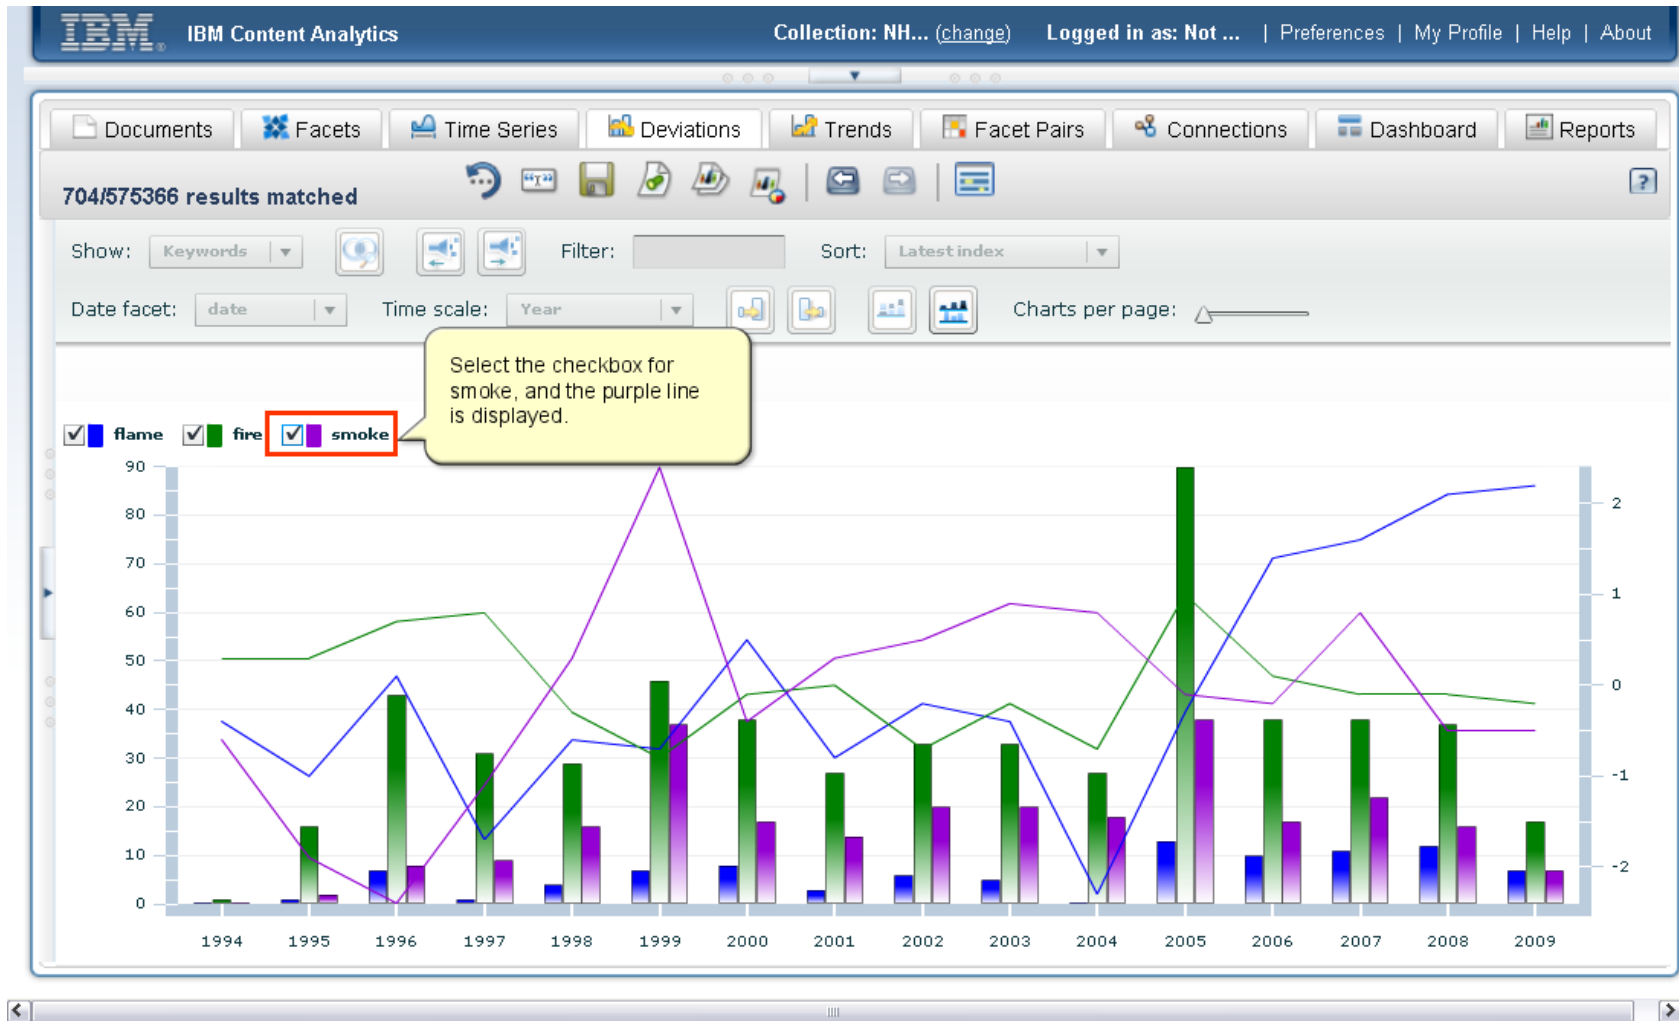 IBM. IBM Content Analytics Collection: NH... (change) Logged in as: Not ... | Preferences | My Profile | Help | About
Documents Facets Time Series Deviations Trends Facet Pairs Connections Dashboard Reports
704/575366 results matched
Show: Keywords Filter: Sort: Latest index
Date facet: date Time scale: Year Charts per page:
Select the checkbox for
smoke, and the purple line
is displayed.
flame fire smoke
90
80 2
70
60 1
50
40 0
30
20 -1
10 -2
0
1994 1995 1996 1997 1998 1999 2000 2001 2002 2003 2004 2005 2006 2007 2008 2009